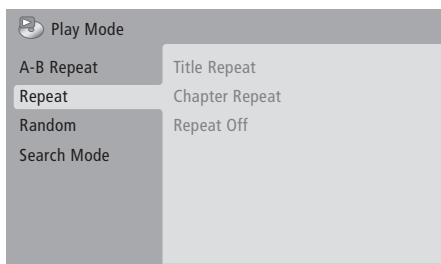 Play Mode
A-B Repeat
Repeat
Random
Search Mode
Title Repeat
Chapter Repeat
Repeat Off